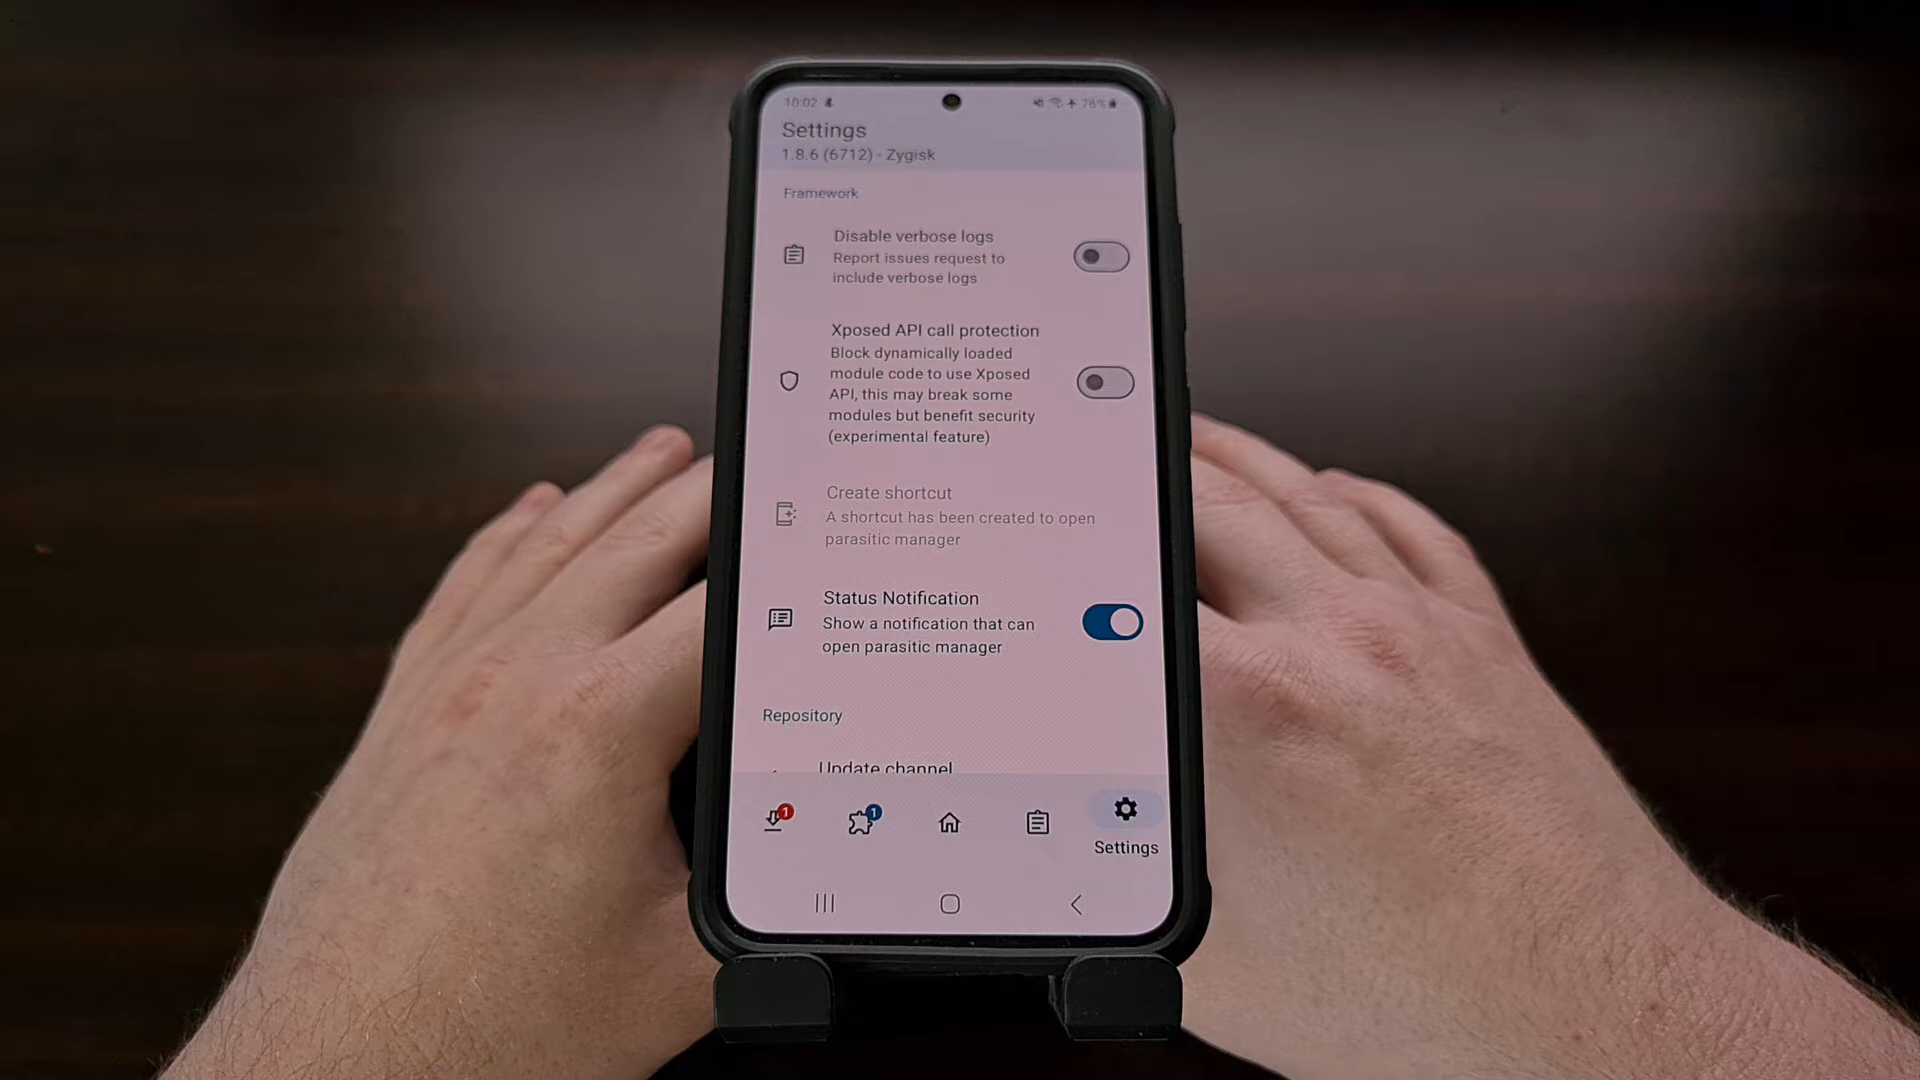 10:02
76%
Settings
1.8.6 (6712) - Zygisk
Framework
Disable verbose logs
Report issues request to
include verbose logs
Xposed API call protection
Block dynamically loaded
module code to use Xposed
API, this may break some
modules but benefit security
(experimental feature)
Create shortcut
A shortcut has been created to open
parasitic manager
Status Notification
Show a notification that can
open parasitic manager
Repository
Update channel
1
1
Settings